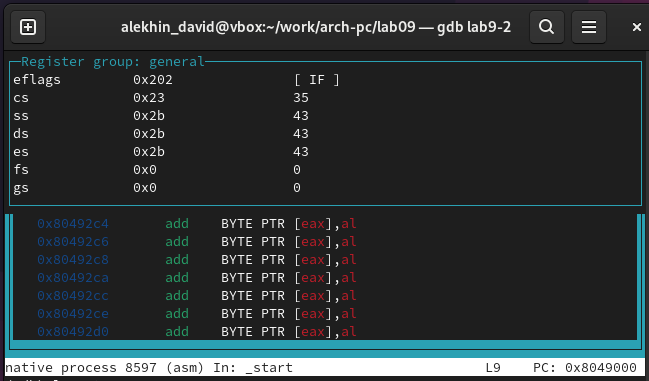 alekhin_david@vbox:~/work/arch-pc/lab09 — gdb lab9-2
Register group: general
eflags 0x202 [ IF ]
cs 0x23 35
ss 0x2b 43
ds 0x2b 43
es 0x2b 43
fs 0x0 0
gs 0x0 0
0x80492c4 add BYTE PTR [eax],al
0x80492c6 add BYTE PTR [eax],al
0x80492c8 add BYTE PTR [eax],al
0x80492ca add BYTE PTR [eax],al
0x80492cc add BYTE PTR [eax],al
0x80492ce add BYTE PTR [eax],al
0x80492d0 add BYTE PTR [eax],al
native process 8597 (asm) In: _start L9 PC: 0x8049000